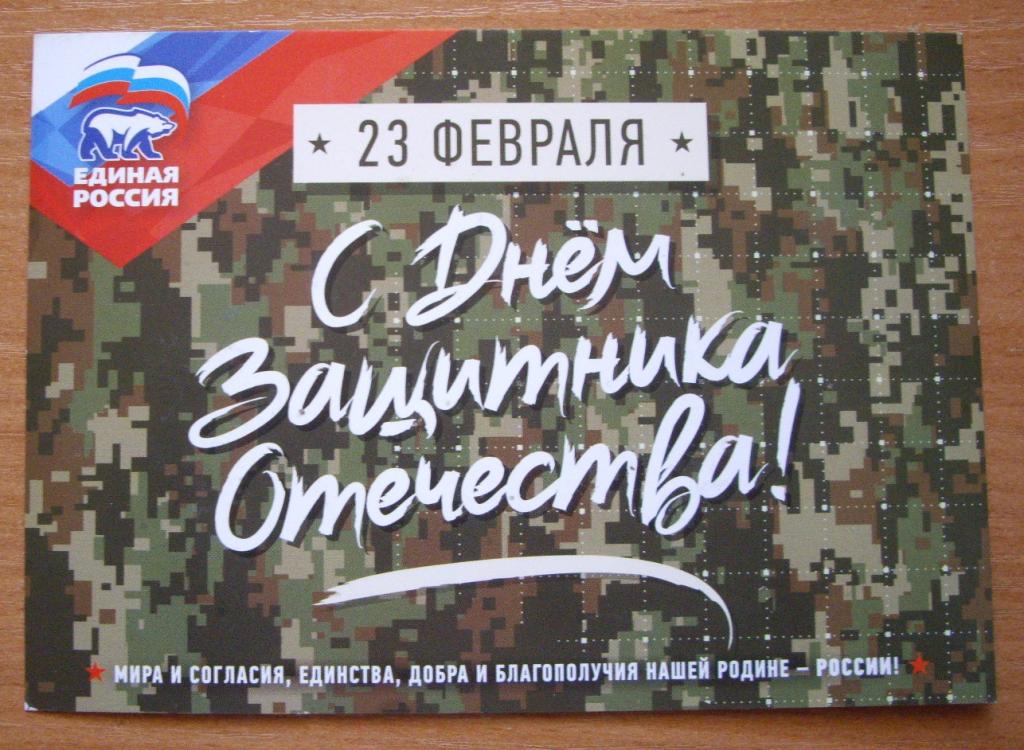 ЕДИНАЯ
РОССИЯ
★ 23 ФЕВРАЛЯ ★
С Днём
Защитника
Отечества!
★ МИРА И СОГЛАСИЯ, ЕДИНСТВА, ДОБРА И БЛАГОПОЛУЧИЯ НАШЕЙ РОДИНЕ – РОССИИ! ★